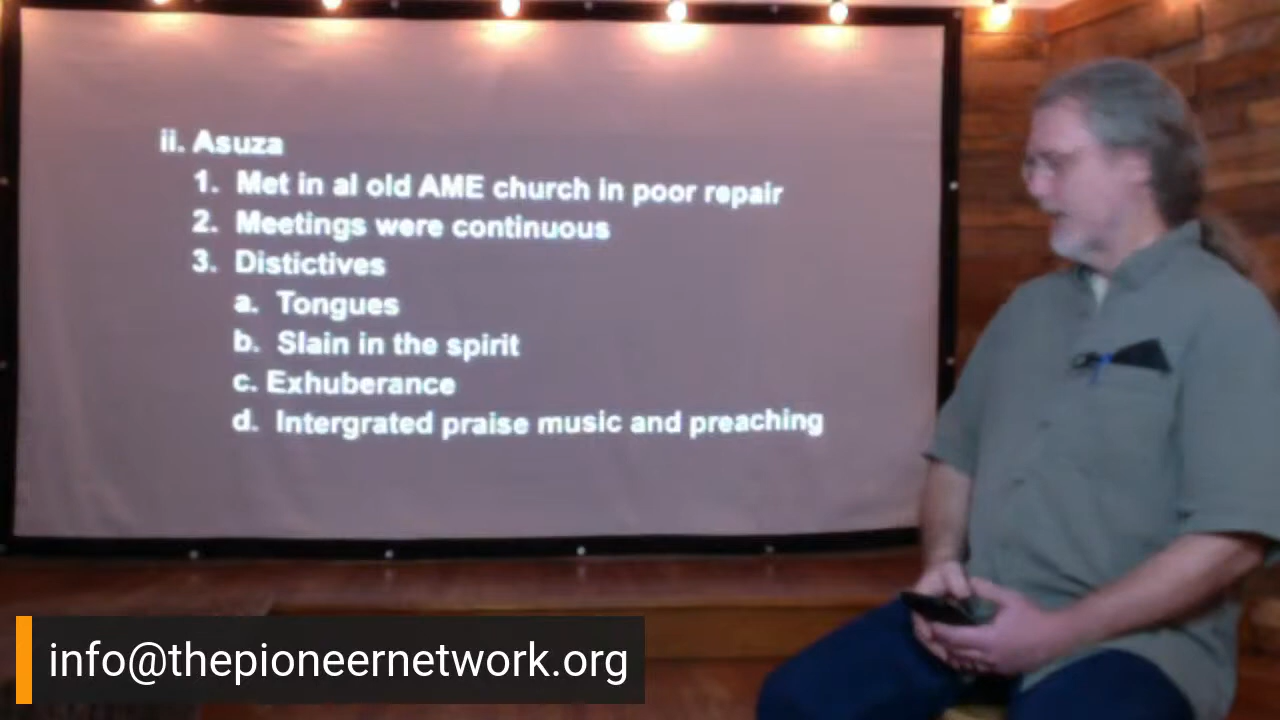 ii. Asuza
1. Met in al old AME church in poor repair
2. Meetings were continuous
3. Distictives
a. Tongues
b. Slain in the spirit
c. Exhuberance
d. Intergrated praise music and preaching
info@thepioneernetwork.org